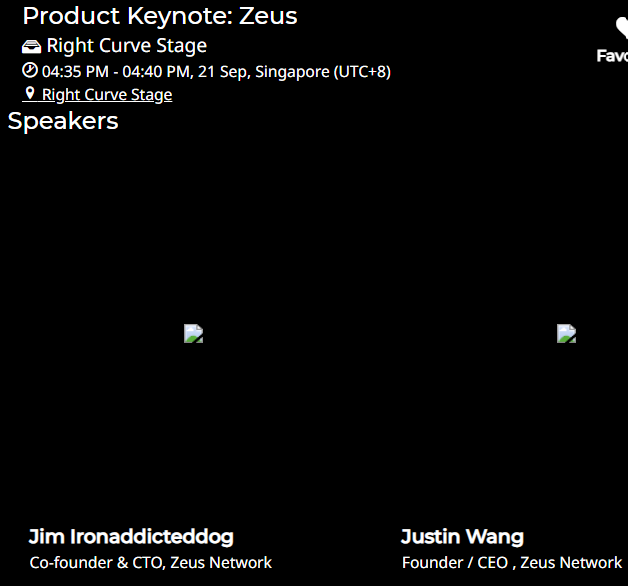 Product Keynote: Zeus
Right Curve Stage
04:35 PM - 04:40 PM, 21 Sep, Singapore (UTC+8)
Right Curve Stage
Speakers
Jim Ironaddicteddog
Justin Wang
Co-founder & CTO, Zeus Network
Founder / CEO , Zeus Network